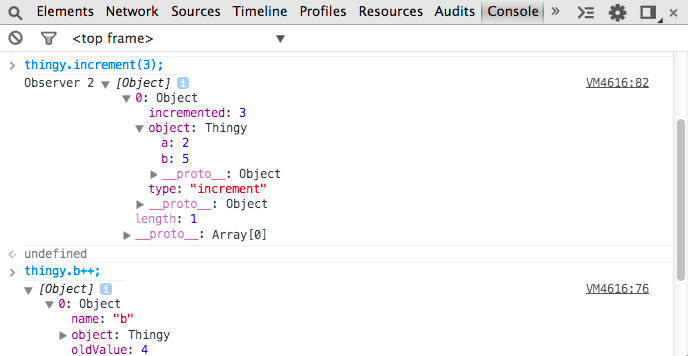 Elements Network Sources Timeline Profiles Resources Audits Console »
<top frame>
thingy.increment(3);
Observer 2 [Object] i VM4616:82
0: Object
incremented: 3
object: Thingy
a: 2
b: 5
__proto__: Object
type: "increment"
__proto__: Object
length: 1
__proto__: Array[0]
undefined
thingy.b++;
[Object] i VM4616:76
0: Object
name: "b"
object: Thingy
oldValue: 4